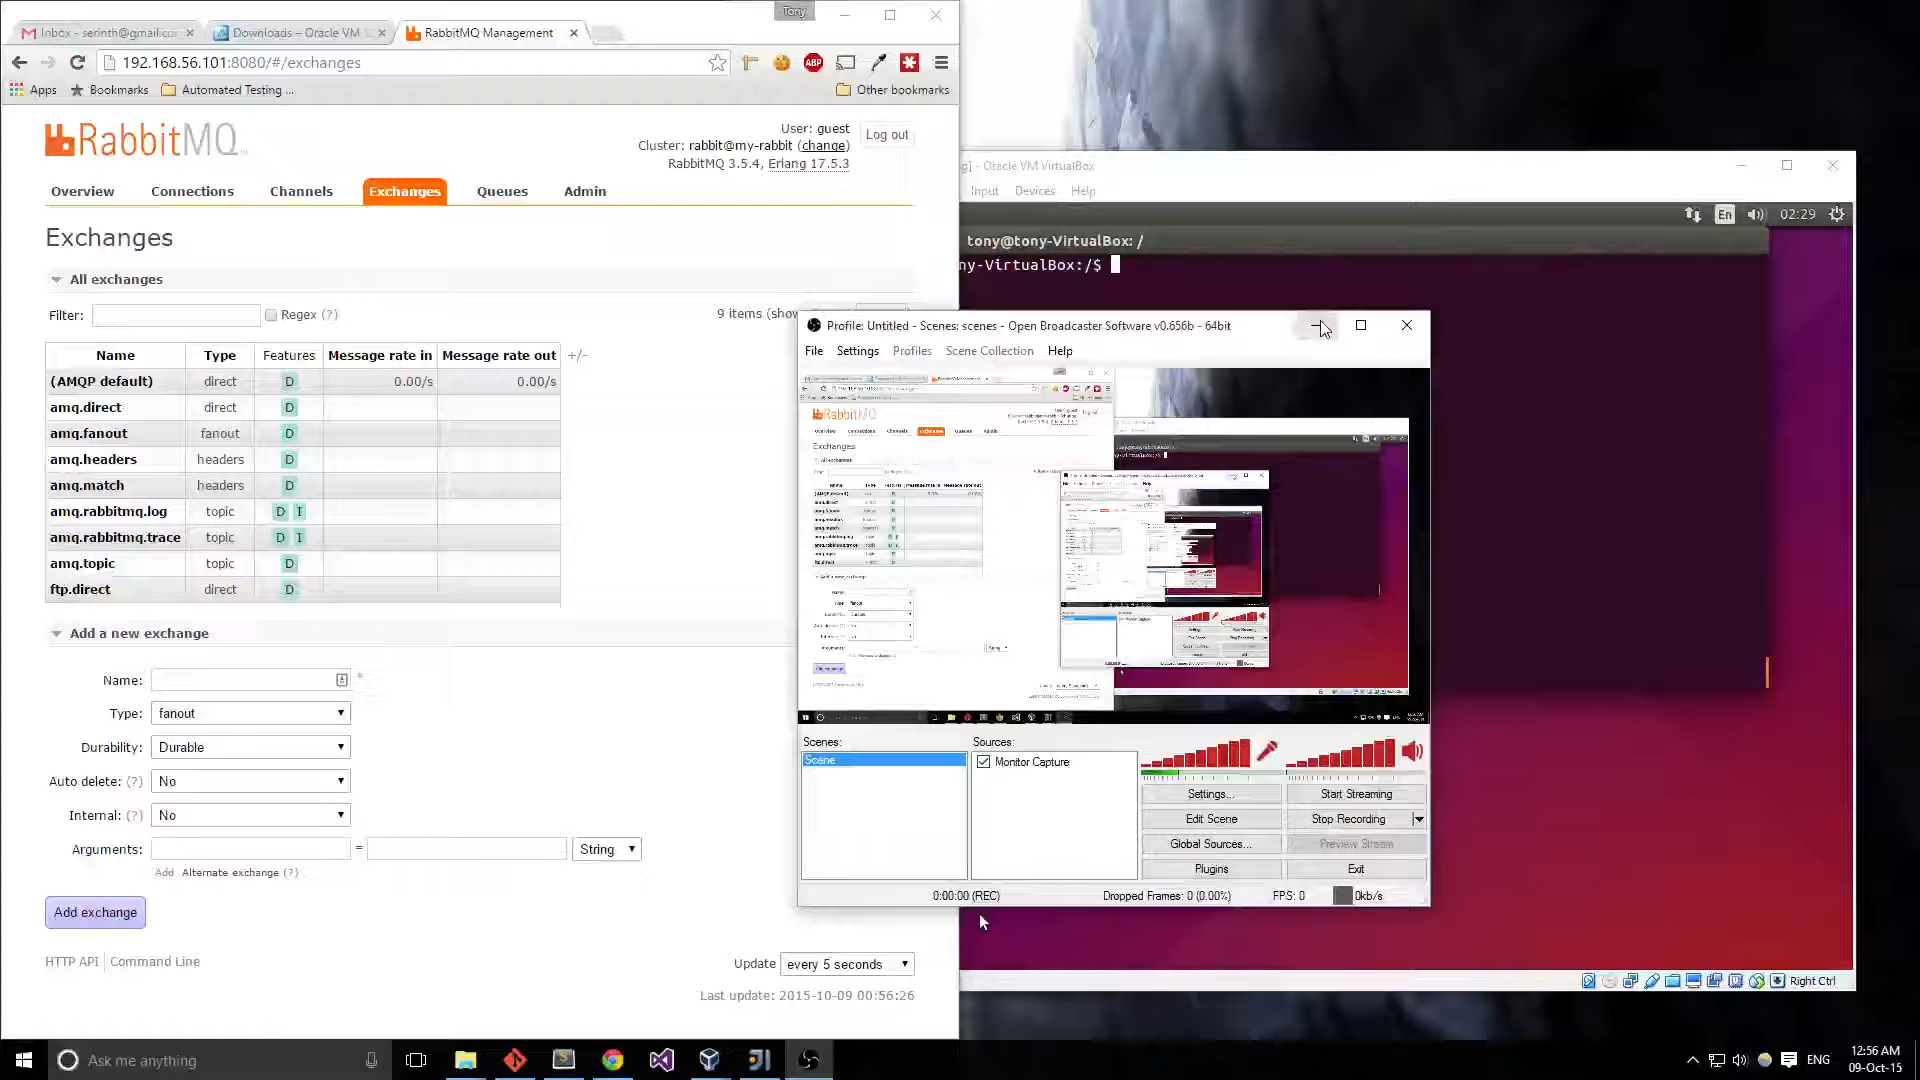 Tony
Inbox - serinth@gmail.co
Downloads – Oracle VM
RabbitMQ Management
192.168.56.101:8080/#/exchanges
ABP
Apps
Bookmarks
Automated Testing ...
Other bookmarks
RabbitMQ
User: guest
Log out
Cluster: rabbit@my-rabbit (change)
RabbitMQ 3.5.4, Erlang 17.5.3
Overview
Connections
Channels
Exchanges
Queues
Admin
Exchanges
All exchanges
Filter:
Regex (?)
9 items (show
Name Type Features Message rate in Message rate out +/-
(AMQP default) direct D 0.00/s 0.00/s
amq.direct direct D
amq.fanout fanout D
amq.headers headers D
amq.match headers D
amq.rabbitmq.log topic D I
amq.rabbitmq.trace topic D I
amq.topic topic D
ftp.direct direct D
Add a new exchange
Name: *
Type: fanout
Durability: Durable
Auto delete: (?) No
Internal: (?) No
Arguments: = String
Add Alternate exchange (?)
Add exchange
HTTP API Command Line
Update every 5 seconds
Last update: 2015-10-09 00:56:26
g] - Oracle VM VirtualBox
Input Devices Help
En 02:29
tony@tony-VirtualBox: /
ny-VirtualBox:/$
Profile: Untitled - Scenes: scenes - Open Broadcaster Software v0.656b - 64bit
File Settings Profiles Scene Collection Help
Scenes:
Scene
Sources:
Monitor Capture
Settings...
Start Streaming
Edit Scene
Stop Recording
Global Sources...
Preview Stream
Plugins
Exit
0:00:00 (REC)
Dropped Frames: 0 (0.00%)
FPS: 0
0kb/s
Right Ctrl
Ask me anything
ENG
12:56 AM
09-Oct-15